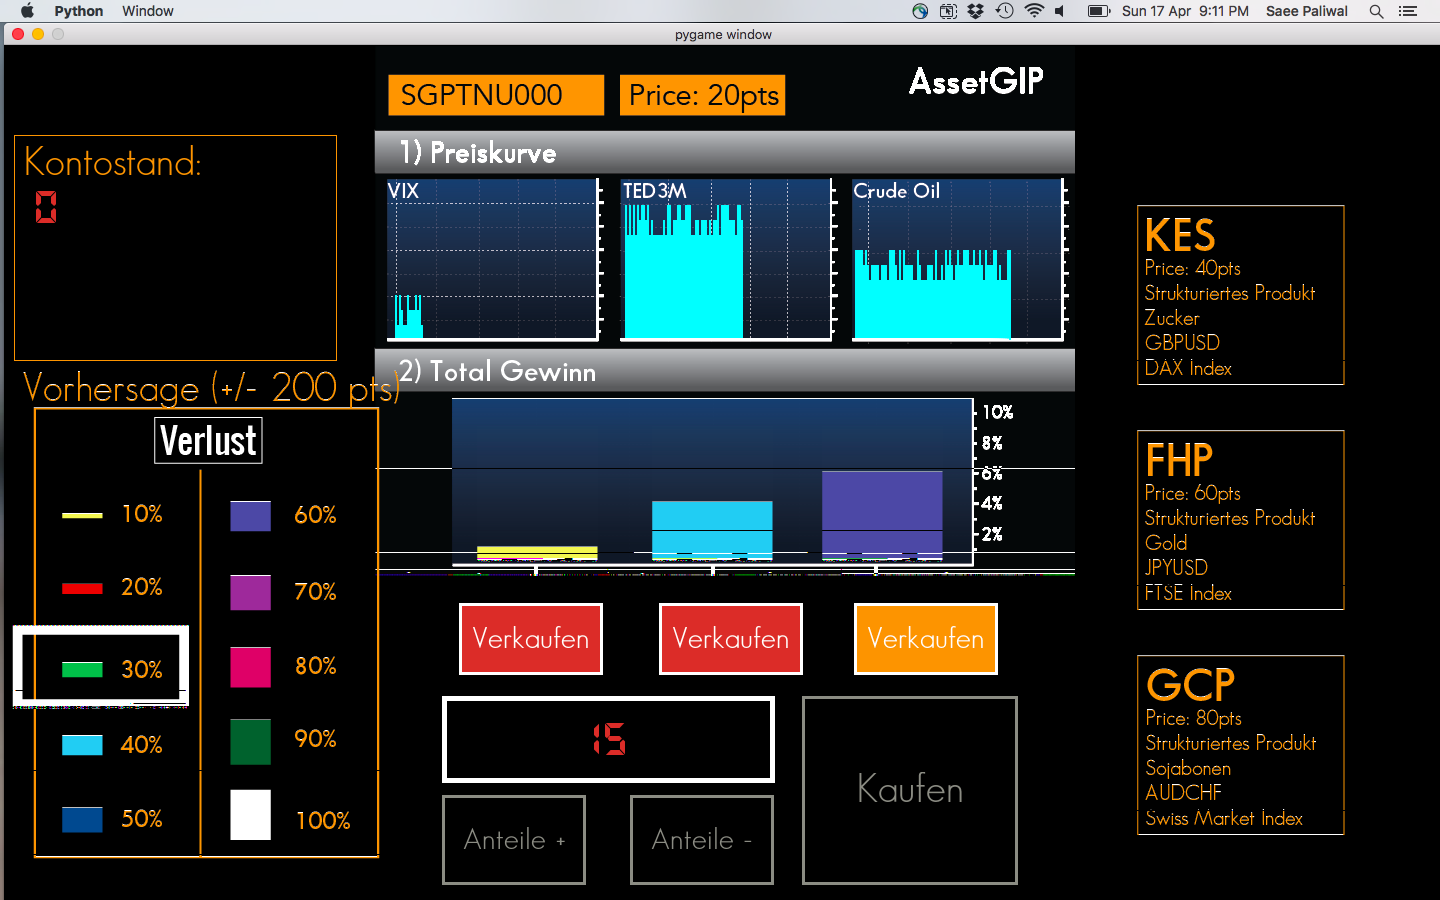 Python Window
Sun 17 Apr 9:11 PM Saee Paliwal
pygame window
SGPTNU000
Price: 20pts
AssetGIP
Kontostand:
0
1) Preiskurve
VIX
TED3M
Crude Oil
2) Total Gewinn
10%
8%
6%
4%
2%
Vorhersage (+/- 200 pts)
Verlust
10%
20%
30%
40%
50%
60%
70%
80%
90%
100%
Verkaufen
Verkaufen
Verkaufen
15
Kaufen
Anteile +
Anteile -
KES
Price: 40pts
Strukturiertes Produkt
Zucker
GBPUSD
DAX Index
FHP
Price: 60pts
Strukturiertes Produkt
Gold
JPYUSD
FTSE Index
GCP
Price: 80pts
Strukturiertes Produkt
Sojabonen
AUDCHF
Swiss Market Index